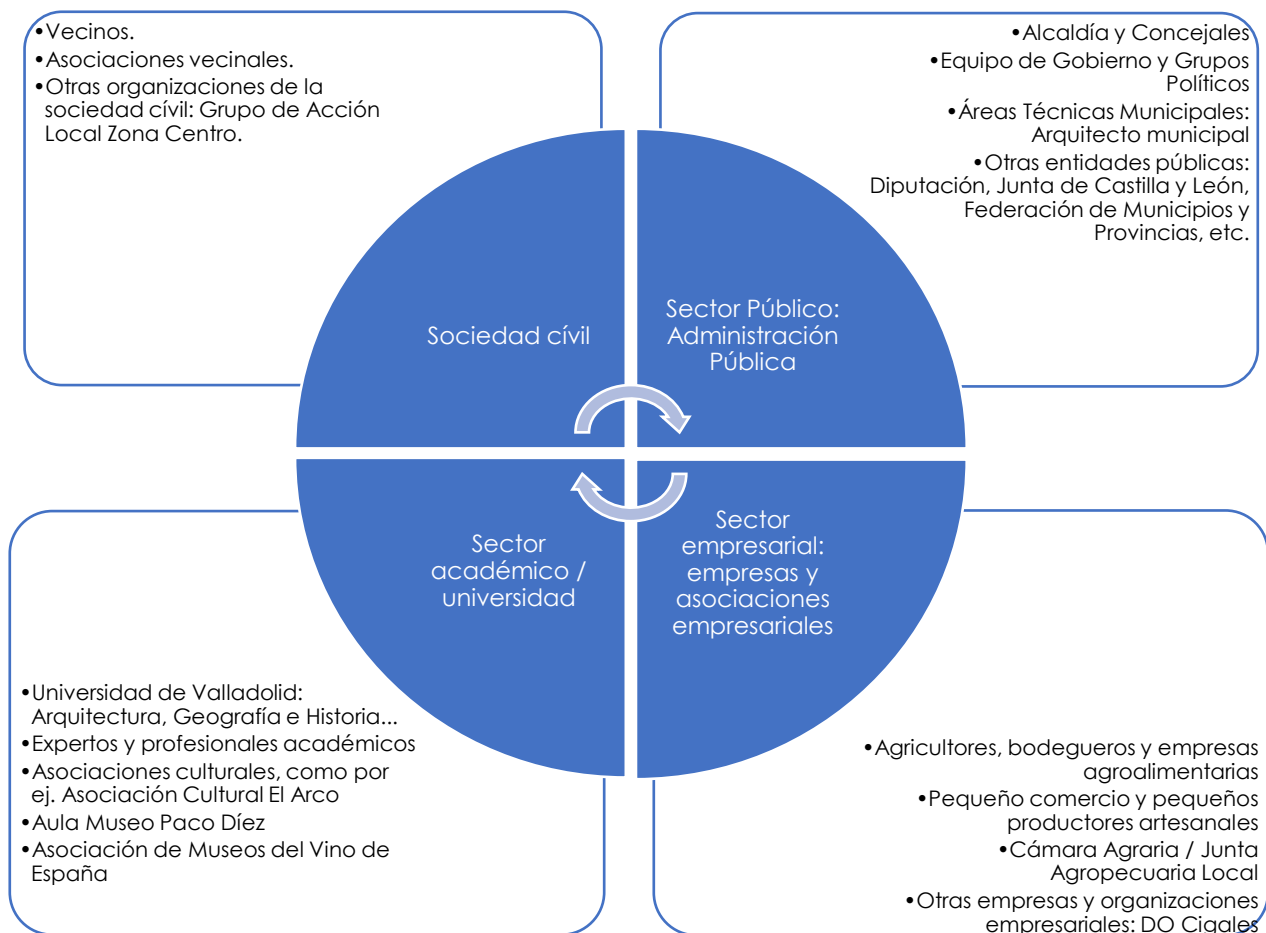 •Vecinos.
•Asociaciones vecinales.
•Otras organizaciones de la
sociedad cívil: Grupo de Acción
Local Zona Centro.
•Alcaldía y Concejales
•Equipo de Gobierno y Grupos
Políticos
•Áreas Técnicas Municipales:
Arquitecto municipal
•Otras entidades públicas:
Diputación, Junta de Castilla y León,
Federación de Municipios y
Provincias, etc.
Sociedad cívil
Sector Público:
Administración
Pública
Sector
académico /
universidad
Sector
empresarial:
empresas y
asociaciones
empresariales
•Universidad de Valladolid:
Arquitectura, Geografía e Historia...
•Expertos y profesionales académicos
•Asociaciones culturales, como por
ej. Asociación Cultural El Arco
•Aula Museo Paco Díez
•Asociación de Museos del Vino de
España
•Agricultores, bodegueros y empresas
agroalimentarias
•Pequeño comercio y pequeños
productores artesanales
•Cámara Agraria / Junta
Agropecuaria Local
•Otras empresas y organizaciones
empresariales: DO Cigales